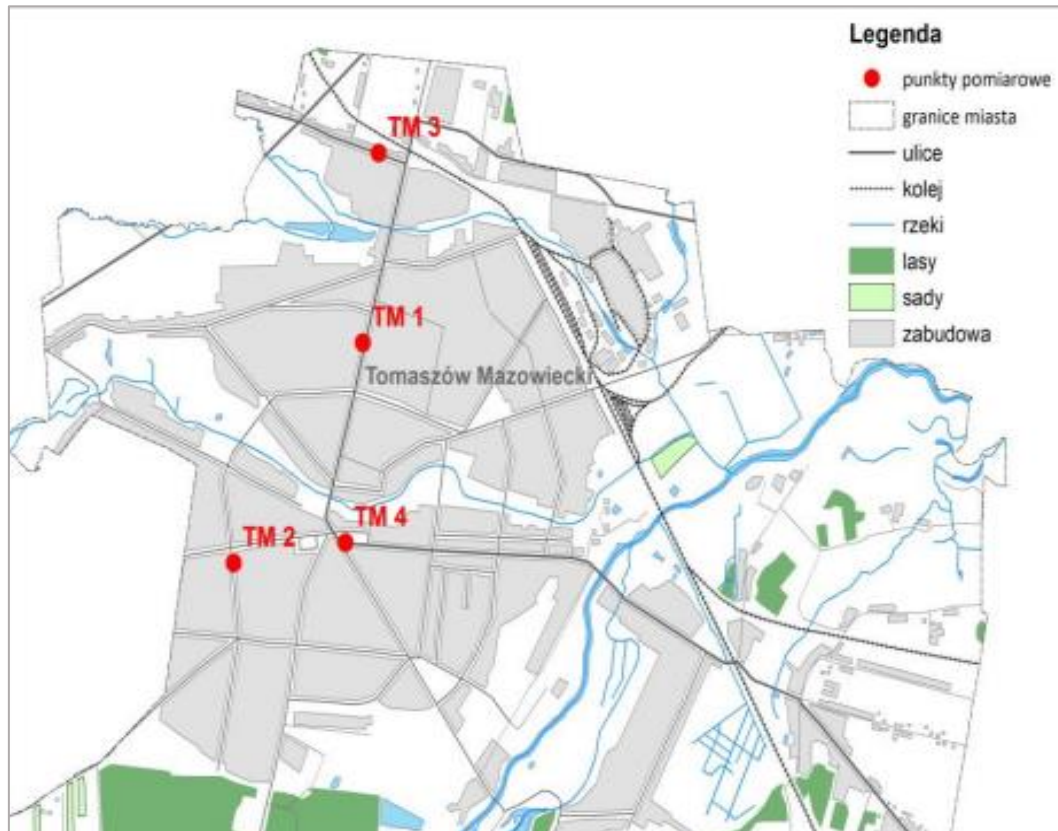 Legenda
punkty pomiarowe
granice miasta
ulice
kolej
rzeki
lasy
sady
zabudowa
TM 3
TM 1
Tomaszów Mazowiecki
TM 4
TM 2